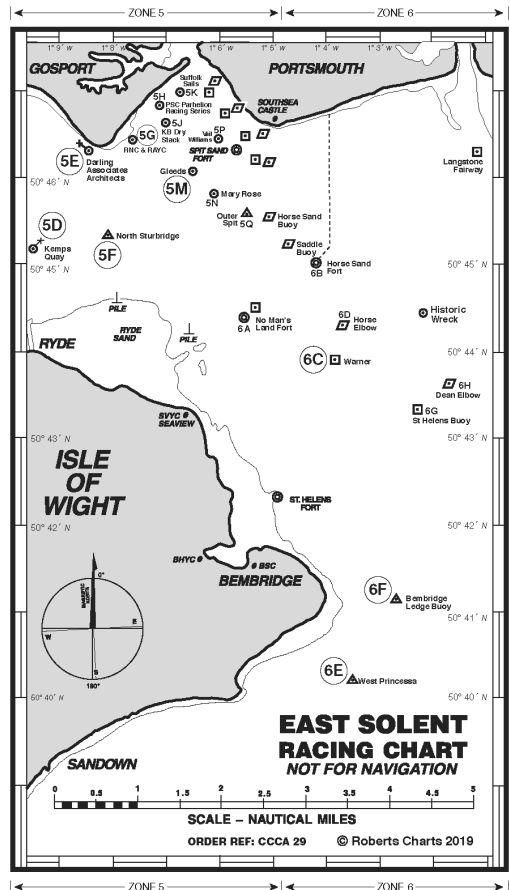 ZONE 5
ZONE 6
1°9' W
1°8' W
1°6' W
1°5' W
1°4' W
1°3' W
GOSPORT
PORTSMOUTH
Suffolk
Sails
5K
5H
PSC Parhelion
Racing Series
5J
KB Dry
Stack
SOUTHSEA
CASTLE
5G
RNC & RAYC
5P
Vail
Williams
SPIT SAND
FORT
5E
Darling
Associates
Architects
Langstone
Fairway
Gleeds
5M
50° 46' N
Mary Rose
5N
5D
Kemps
Quay
North Sturbridge
5F
Outer
Spit 5Q
Horse Sand
Buoy
Saddle
Buoy
50° 45' N
50° 45' N
Horse Sand
Fort
6B
PILE
RYDE
SAND
PILE
RYDE
No Man's
Land Fort
6A
6D
Horse
Elbow
Historic
Wreck
50° 44' N
6C
Warner
6H
Dean Elbow
6G
St Helens Buoy
SVYC
SEAVIEW
50° 43' N
50° 43' N
ISLE
OF
WIGHT
ST. HELENS
FORT
50° 42' N
50° 42' N
BHYC
BSC
BEMBRIDGE
0°
MAGNETIC
NORTH
W
E
S
180°
6F
Bembridge
Ledge Buoy
50° 41' N
6E
West Princessa
50° 40' N
50° 40' N
EAST SOLENT
RACING CHART
NOT FOR NAVIGATION
SANDOWN
0 0.5 1 1.5 2 2.5 3 3.5 4 4.5 5
SCALE – NAUTICAL MILES
ORDER REF: CCCA 29 © Roberts Charts 2019
ZONE 5
ZONE 6